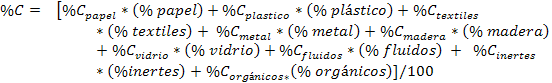 %C = [%C_papel * (% papel) + %C_plastico * (% plástico) + %C_textiles
* (% textiles) + %C_metal * (% metal) + %C_madera * (% madera)
+ %C_vidrio * (% vidrio) + %C_fluidos * (% fluidos) + %C_inertes
* (%inertes) + %C_orgánicos* (% orgánicos)]/100